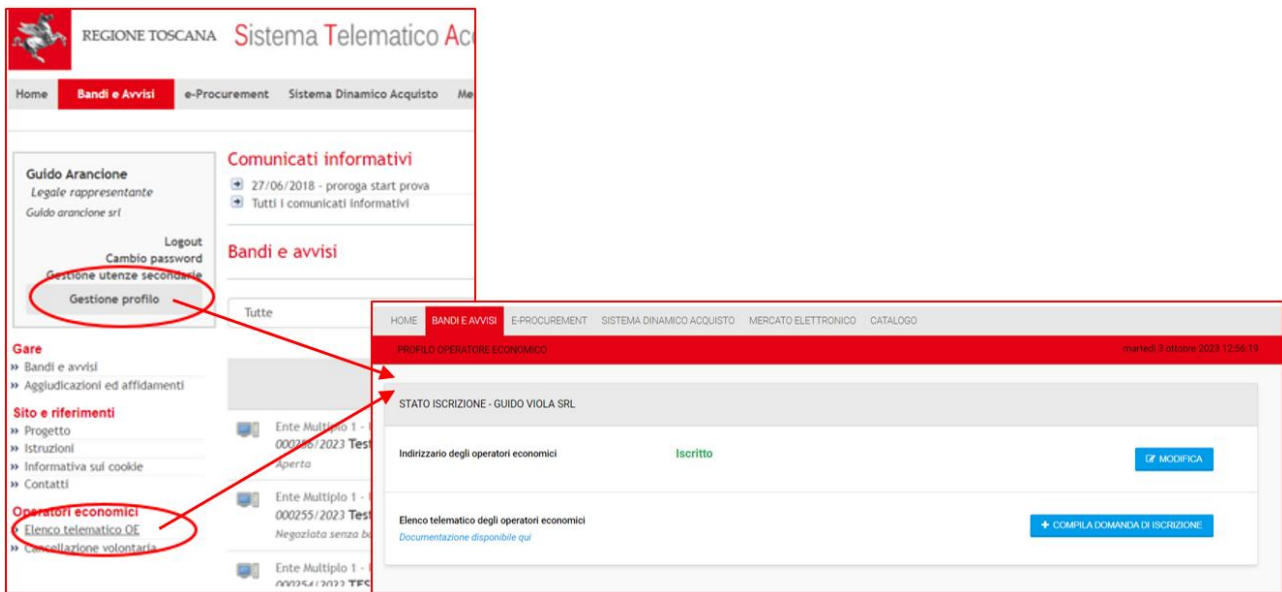 REGIONE TOSCANA Sistema Telematico Ac
Home Bandi e Avvisi e-Procurement Sistema Dinamico Acquisto Me
Guido Arancione
Legale rappresentante
Guido arancione srl
Logout
Cambio password
Gestione utenze secondarie
Gestione profilo
Gare
Bandi e avvisi
Aggiudicazioni ed affidamenti
Sito e riferimenti
Progetto
Istruzioni
Informativa sui cookie
Contatti
Operatori economici
Elenco telematico OE
Cancellazione volontaria
Comunicati informativi
27/06/2018 - proroga start prova
Tutti i comunicati informativi
Bandi e avvisi
Tutte
Ente Multiplo 1 -
000286/2023 Test
Aperta
Ente Multiplo 1 -
000255/2023 Test
Negoziata senza b
Ente Multiplo 1 -
000254/2023 TES
HOME BANDI E AVVISI E-PROCUREMENT SISTEMA DINAMICO ACQUISTO MERCATO ELETTRONICO CATALOGO
PROFILO OPERATORE ECONOMICO martedì 3 ottobre 2023 12:56:19
STATO ISCRIZIONE - GUIDO VIOLA SRL
Indirizzario degli operatori economici Iscritto MODIFICA
Elenco telematico degli operatori economici + COMPILA DOMANDA DI ISCRIZIONE
Documentazione disponibile qui